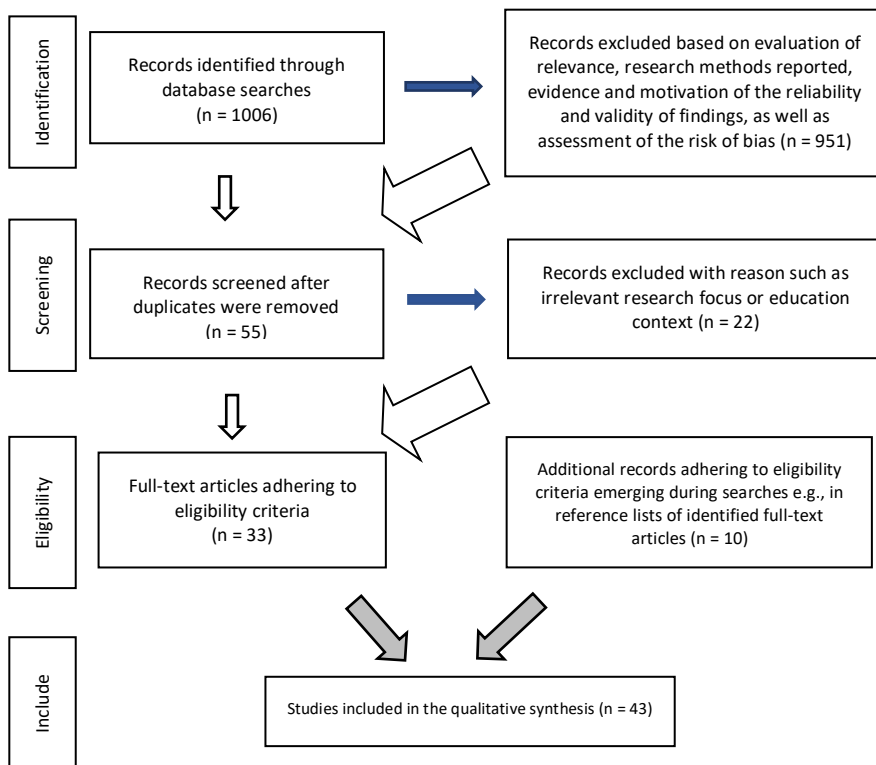 Identification
Records identified through
database searches
(n = 1006)
Records excluded based on evaluation of
relevance, research methods reported,
evidence and motivation of the reliability
and validity of findings, as well as
assessment of the risk of bias (n = 951)
Screening
Records screened after
duplicates were removed
(n = 55)
Records excluded with reason such as
irrelevant research focus or education
context (n = 22)
Eligibility
Full-text articles adhering to
eligibility criteria
(n = 33)
Additional records adhering to eligibility
criteria emerging during searches e.g., in
reference lists of identified full-text
articles (n = 10)
Include
Studies included in the qualitative synthesis (n = 43)